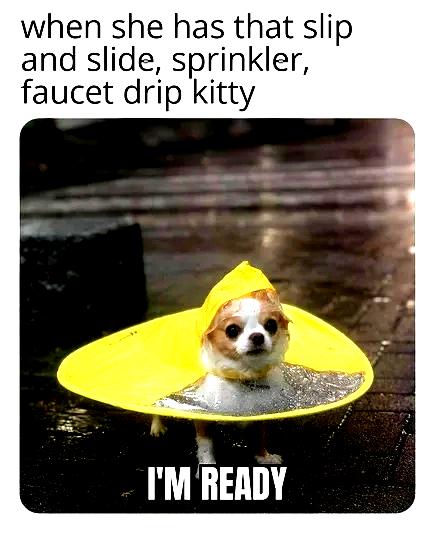 when she has that slip
and slide, sprinkler,
faucet drip kitty
I'M READY